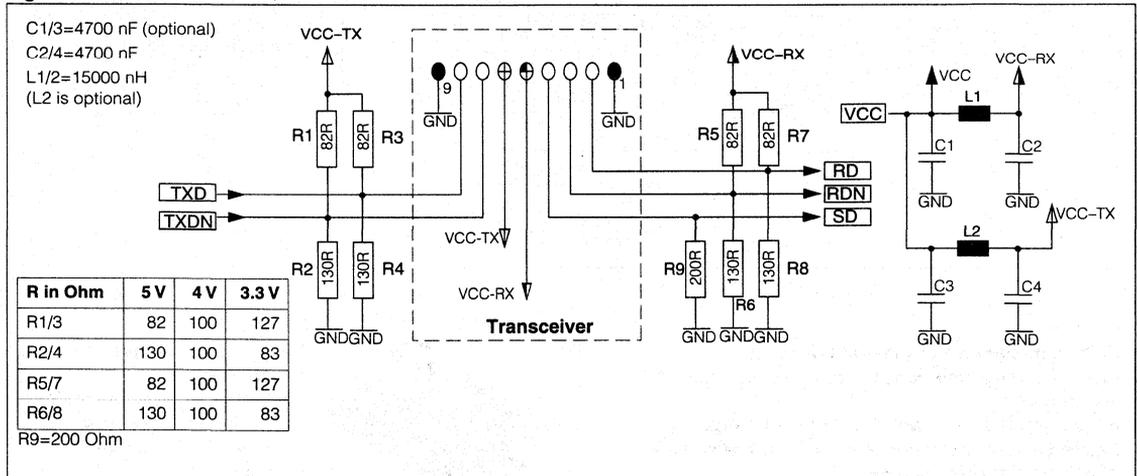 C1/3=4700 nF (optional)
C2/4=4700 nF
L1/2=15000 nH
(L2 is optional)
VCC–TX
R1
82R
82R
R3
TXD
TXDN
R2
130R
130R
R4
GND
GND
9
GND
1
GND
VCC-TX
VCC-RX
Transceiver
VCC–RX
R5
82R
82R
R7
RD
RDN
SD
R9
200R
130R
R6
130R
R8
GND
GND
GND
VCC
VCC
L1
VCC–RX
C1
C2
GND
GND
VCC–TX
L2
C3
C4
GND
GND
R in Ohm 5 V 4 V 3.3 V
R1/3 82 100 127
R2/4 130 100 83
R5/7 82 100 127
R6/8 130 100 83
R9=200 Ohm